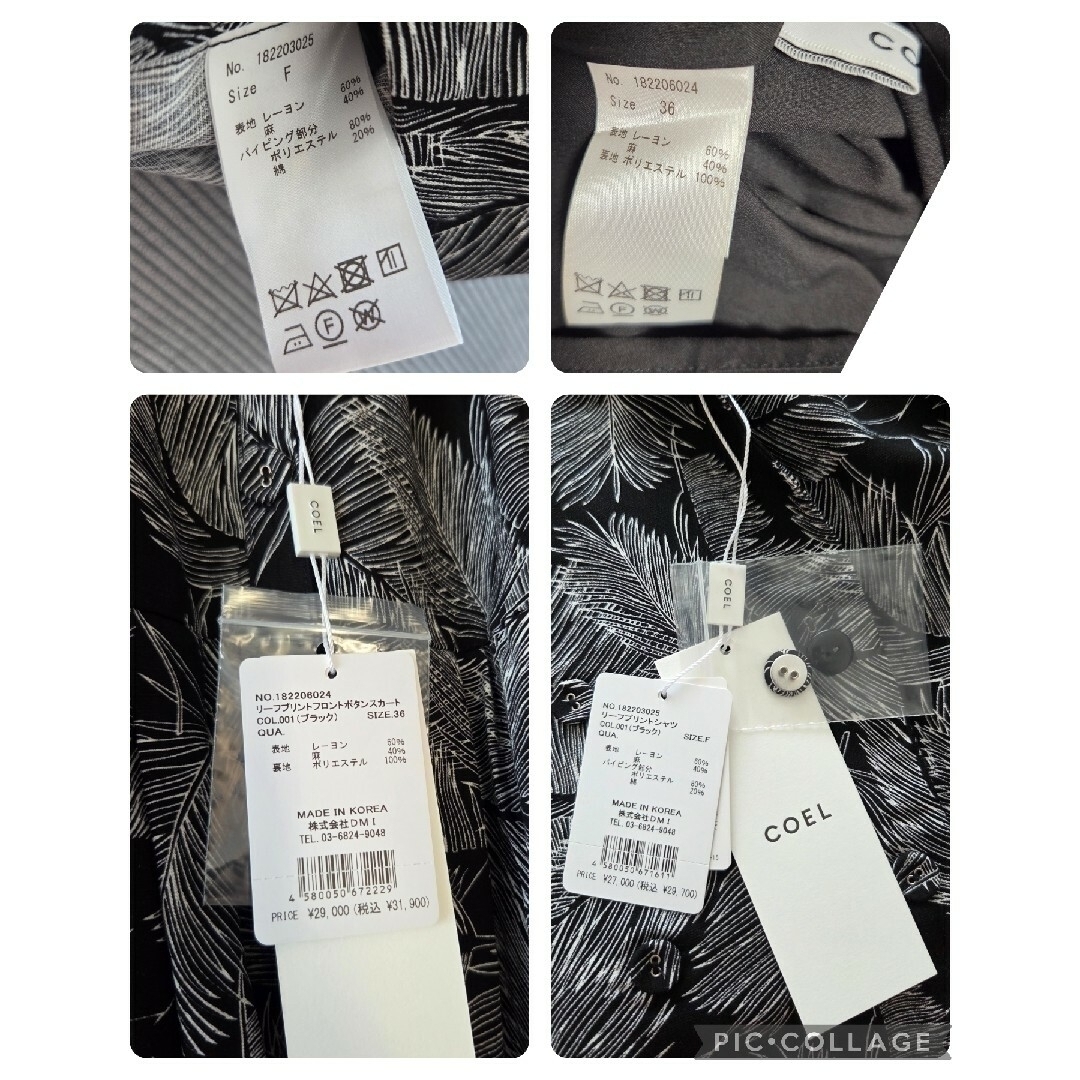 No. 182203025
Size F
表地 レーヨン 60%
麻 40%
パイピング部分
ポリエステル 80%
綿 20%
F
W
CO
No. 182206024
Size 36
表地 レーヨン 60%
麻 40%
裏地 ポリエステル 100%
F
W
COEL
NO.182206024
リーフプリントフロントボタンスカート
COL.001(ブラック) SIZE.36
QUA.
表地 レーヨン 60%
麻 40%
裏地 ポリエステル 100%
MADE IN KOREA
株式会社DMI
TEL. 03-6824-9048
4 580050 672229
PRICE ¥29,000 (税込 ¥31,900)
COEL
NO.182203025
リーフプリントシャツ
COL.001(ブラック) SIZE.F
QUA.
表地 レーヨン 60%
麻 40%
パイピング部分
ポリエステル 80%
綿 20%
MADE IN KOREA
株式会社DMI
TEL. 03-6824-9048
4 580050 671611
PRICE ¥27,000 (税込 ¥29,700)
COEL
PIC•COLLAGE